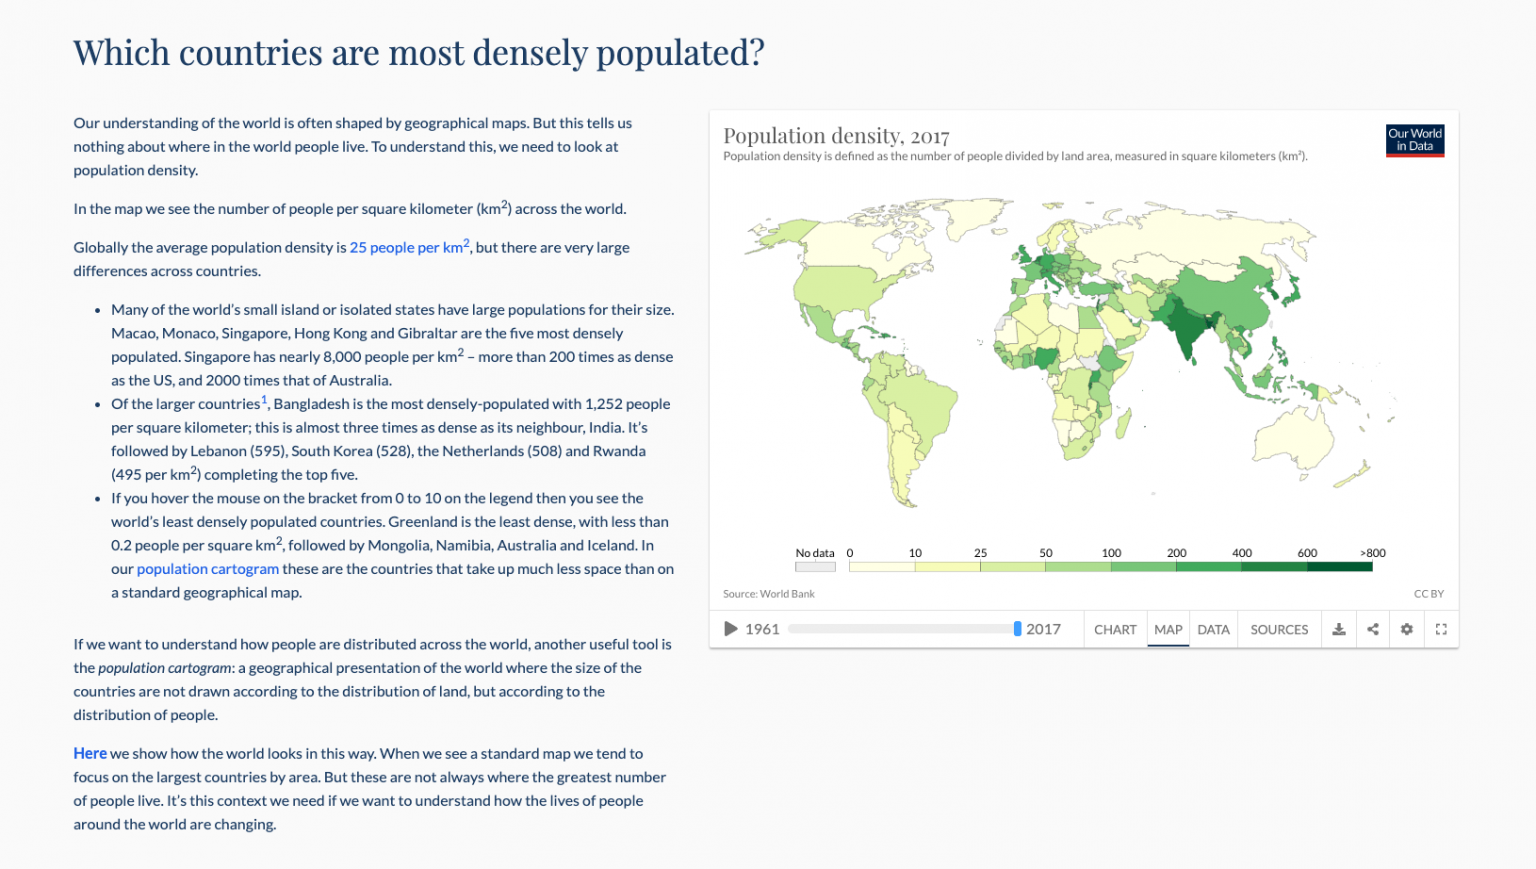 Which countries are most densely populated?
Our understanding of the world is often shaped by geographical maps. But this tells us
nothing about where in the world people live. To understand this, we need to look at
population density.
In the map we see the number of people per square kilometer (km²) across the world.
Globally the average population density is 25 people per km², but there are very large
differences across countries.
• Many of the world's small island or isolated states have large populations for their size.
Macao, Monaco, Singapore, Hong Kong and Gibraltar are the five most densely
populated. Singapore has nearly 8,000 people per km² – more than 200 times as dense
as the US, and 2000 times that of Australia.
• Of the larger countries¹, Bangladesh is the most densely-populated with 1,252 people
per square kilometer; this is almost three times as dense as its neighbour, India. It's
followed by Lebanon (595), South Korea (528), the Netherlands (508) and Rwanda
(495 per km²) completing the top five.
• If you hover the mouse on the bracket from 0 to 10 on the legend then you see the
world's least densely populated countries. Greenland is the least dense, with less than
0.2 people per square km², followed by Mongolia, Namibia, Australia and Iceland. In
our population cartogram these are the countries that take up much less space than on
a standard geographical map.
If we want to understand how people are distributed across the world, another useful tool is
the population cartogram: a geographical presentation of the world where the size of the
countries are not drawn according to the distribution of land, but according to the
distribution of people.
Here we show how the world looks in this way. When we see a standard map we tend to
focus on the largest countries by area. But these are not always where the greatest number
of people live. It's this context we need if we want to understand how the lives of people
around the world are changing.
Population density, 2017
Population density is defined as the number of people divided by land area, measured in square kilometers (km²).
Our World
in Data
No data 0 10 25 50 100 200 400 600 >800
Source: World Bank CC BY
1961 2017 CHART MAP DATA SOURCES